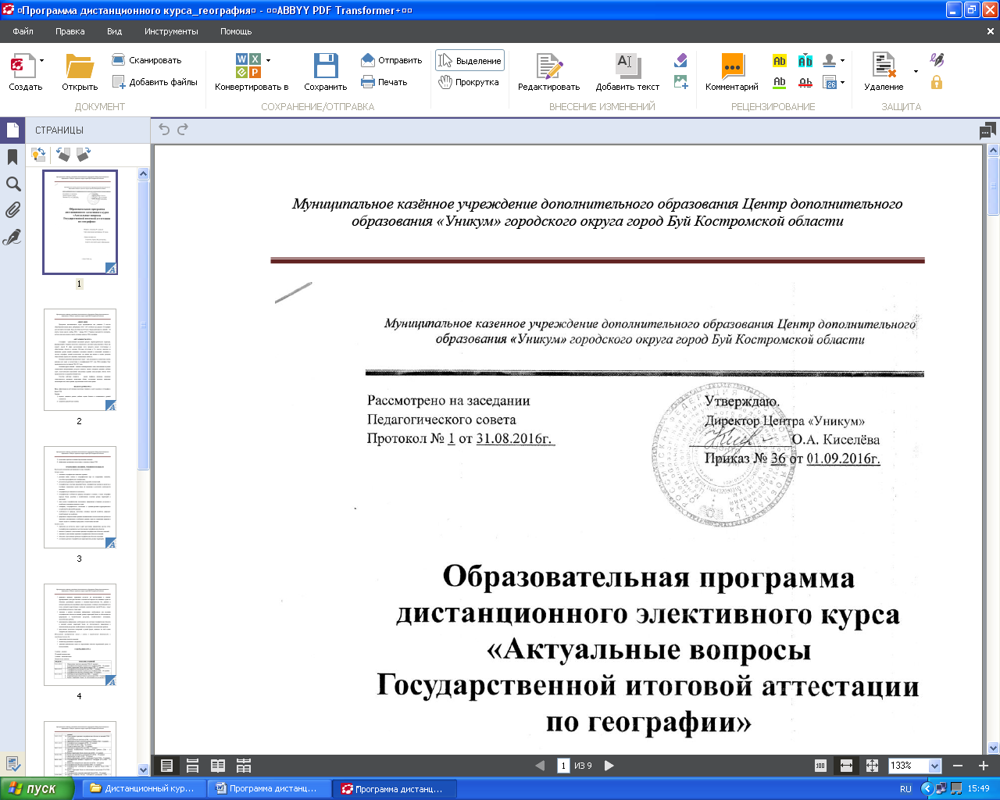 Программа дистанционного курса_география - ABBYY PDF Transformer+
Файл Правка Вид Инструменты Помощь
Создать Открыть Сканировать Добавить файлы
Конвертировать в Сохранить Отправить Печать
Выделение Прокрутка
Редактировать Добавить текст
Комментарий
Удаление
ДОКУМЕНТ СОХРАНЕНИЕ/ОТПРАВКА ВНЕСЕНИЕ ИЗМЕНЕНИЙ РЕЦЕНЗИРОВАНИЕ ЗАЩИТА
СТРАНИЦЫ
1
2
3
4
Муниципальное казённое учреждение дополнительного образования Центр дополнительного
образования «Уникум» городского округа город Буй Костромской области
Муниципальное казенное учреждение дополнительного образования Центр дополнительного
образования «Уникум» городского округа город Буй Костромской области
Рассмотрено на заседании
Педагогического совета
Протокол № 1 от 31.08.2016г.
Утверждаю.
Директор Центра «Уникум»
О.А. Киселёва
Приказ № 36 от 01.09.2016г.
Образовательная программа
дистанционного элективного курса
«Актуальные вопросы
Государственной итоговой аттестации
по географии»
1 ИЗ 9
133%
пуск Дистанционный кур... Программа дистанц... Программа дистанц... RU 15:49